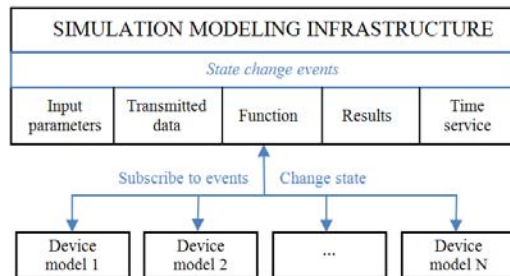 SIMULATION MODELING INFRASTRUCTURE
State change events
Input Transmitted Function Results Time
parameters data service
Subscribe to events Change state
Device Device ... Device
model 1 model 2 model N